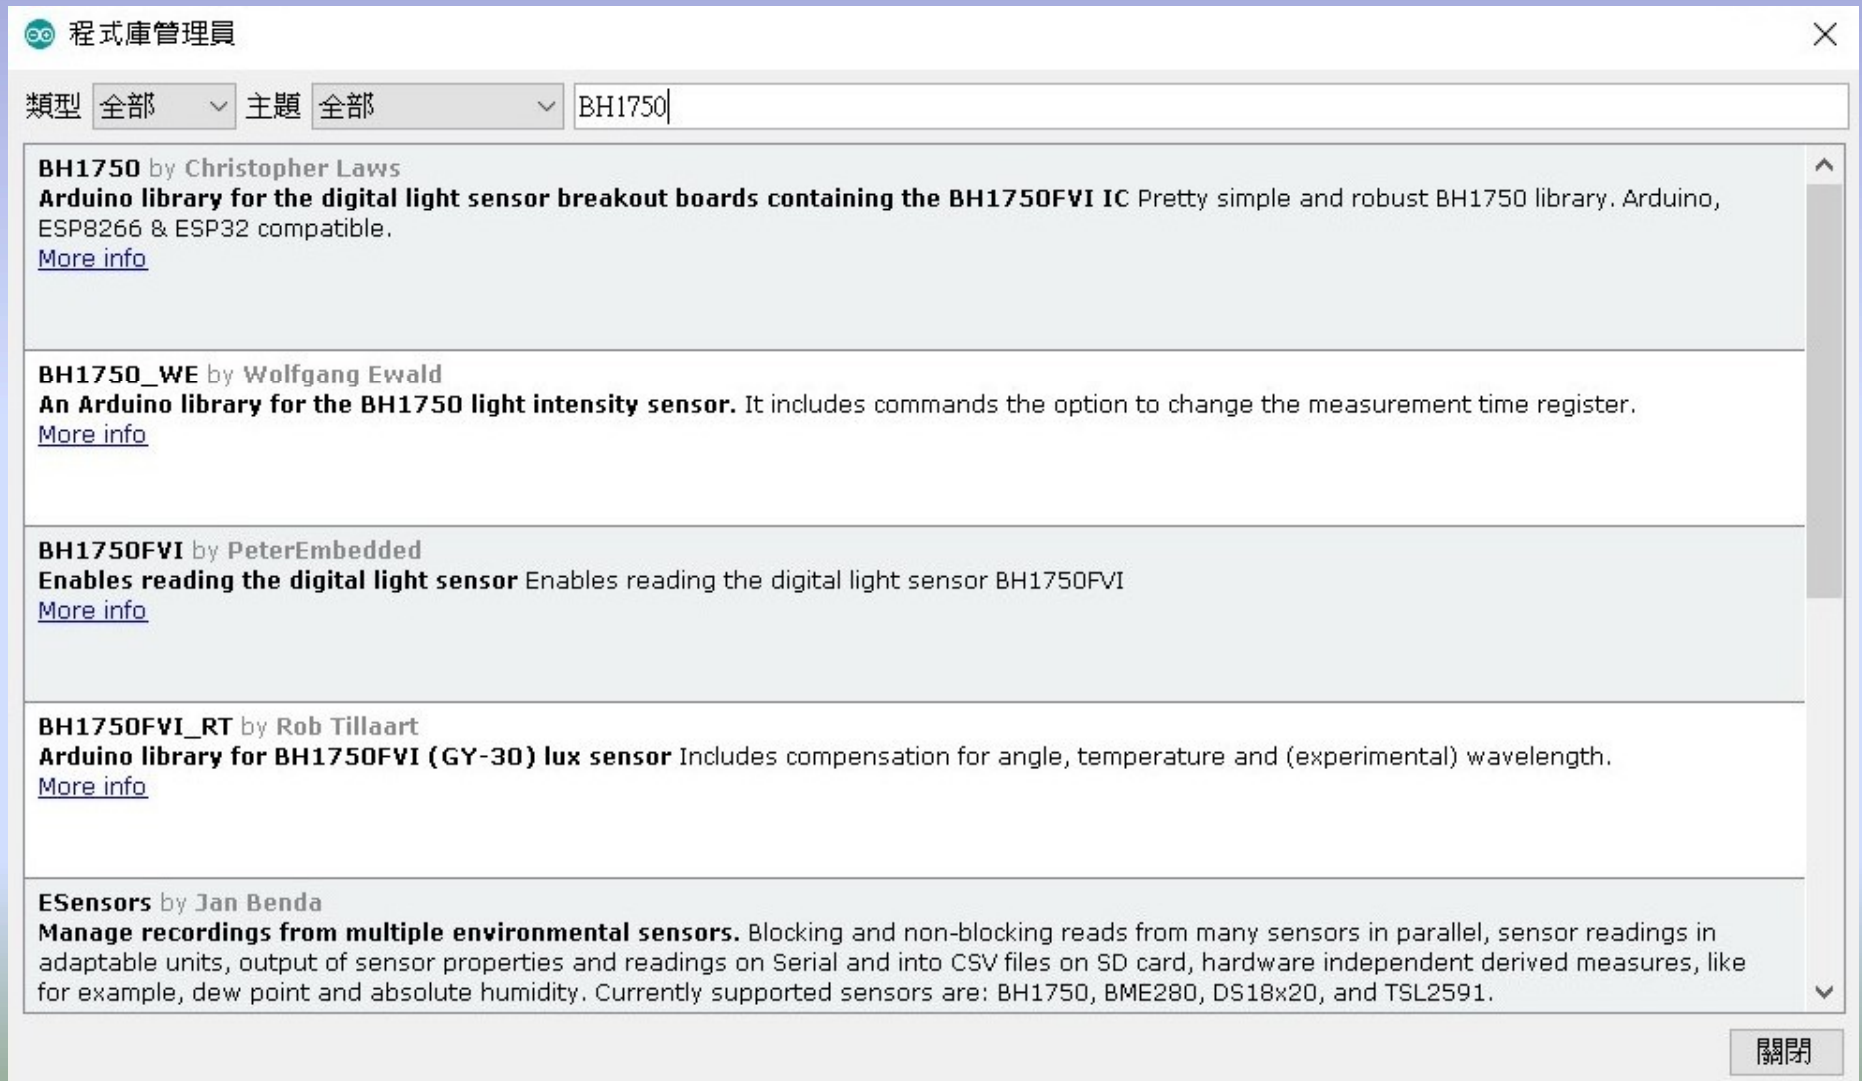 程式庫管理員
類型 全部 主題 全部 BH1750
BH1750 by Christopher Laws
Arduino library for the digital light sensor breakout boards containing the BH1750FVI IC Pretty simple and robust BH1750 library. Arduino,
ESP8266 & ESP32 compatible.
More info
BH1750_WE by Wolfgang Ewald
An Arduino library for the BH1750 light intensity sensor. It includes commands the option to change the measurement time register.
More info
BH1750FVI by PeterEmbedded
Enables reading the digital light sensor Enables reading the digital light sensor BH1750FVI
More info
BH1750FVI_RT by Rob Tillaart
Arduino library for BH1750FVI (GY-30) lux sensor Includes compensation for angle, temperature and (experimental) wavelength.
More info
ESensors by Jan Benda
Manage recordings from multiple environmental sensors. Blocking and non-blocking reads from many sensors in parallel, sensor readings in
adaptable units, output of sensor properties and readings on Serial and into CSV files on SD card, hardware independent derived measures, like
for example, dew point and absolute humidity. Currently supported sensors are: BH1750, BME280, DS18x20, and TSL2591.
關閉